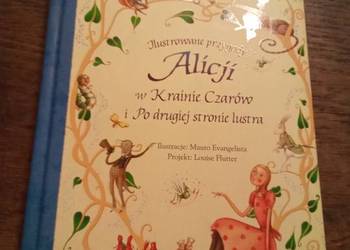 Ilustrowane przygody
Alicji
w Krainie Czarów
i Po drugiej stronie lustra
Ilustracje: Mauro Evangelista
Projekt: Louise Flutter